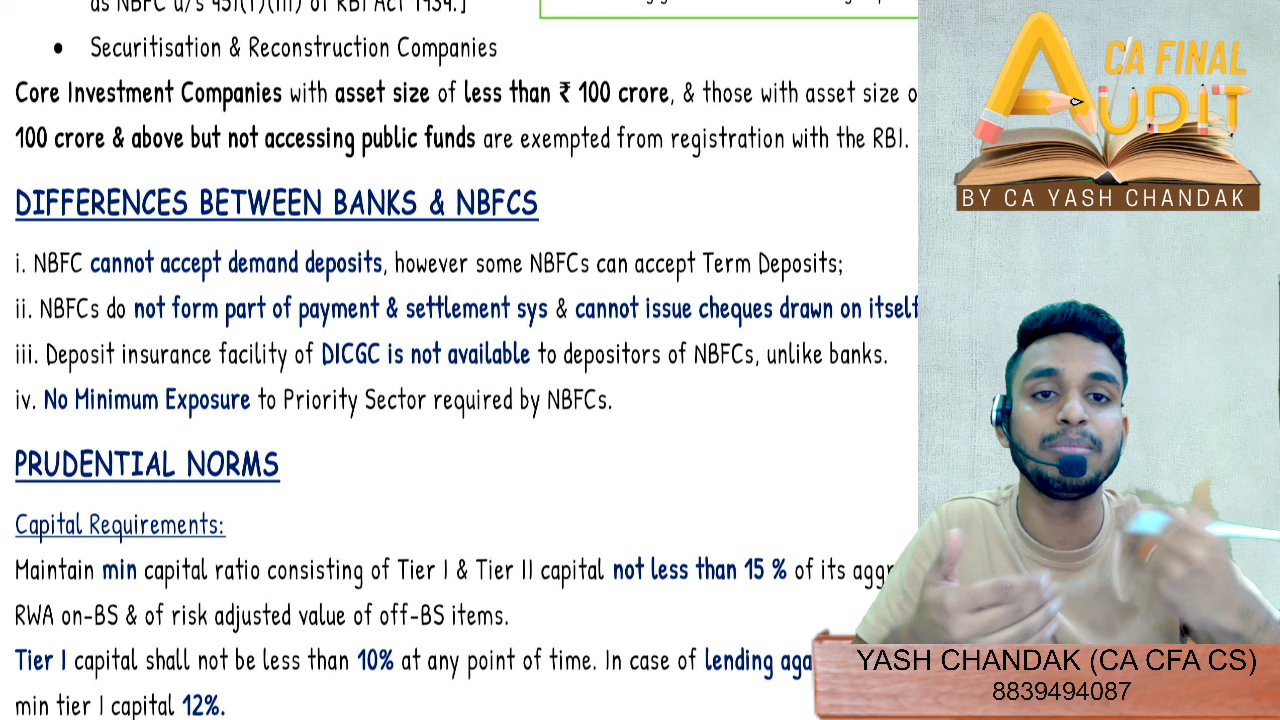 as NBFC u/s 45I(f)(iii) of RBI Act 1934.]
• Securitisation & Reconstruction Companies
Core Investment Companies with asset size of less than ₹ 100 crore, & those with asset size
100 crore & above but not accessing public funds are exempted from registration with the RBI.
DIFFERENCES BETWEEN BANKS & NBFCS
i. NBFC cannot accept demand deposits, however some NBFCs can accept Term Deposits;
ii. NBFCs do not form part of payment & settlement sys & cannot issue cheques drawn on itself
iii. Deposit insurance facility of DICGC is not available to depositors of NBFCs, unlike banks.
iv. No Minimum Exposure to Priority Sector required by NBFCs.
PRUDENTIAL NORMS
Capital Requirements:
Maintain min capital ratio consisting of Tier I & Tier II capital not less than 15 % of its
RWA on-BS & of risk adjusted value of off-BS items.
Tier I capital shall not be less than 10% at any point of time. In case of lending
min tier I capital 12%.
CA FINAL
AUDIT
BY CA YASH CHANDAK
YASH CHANDAK (CA CFA CS)
8839494087